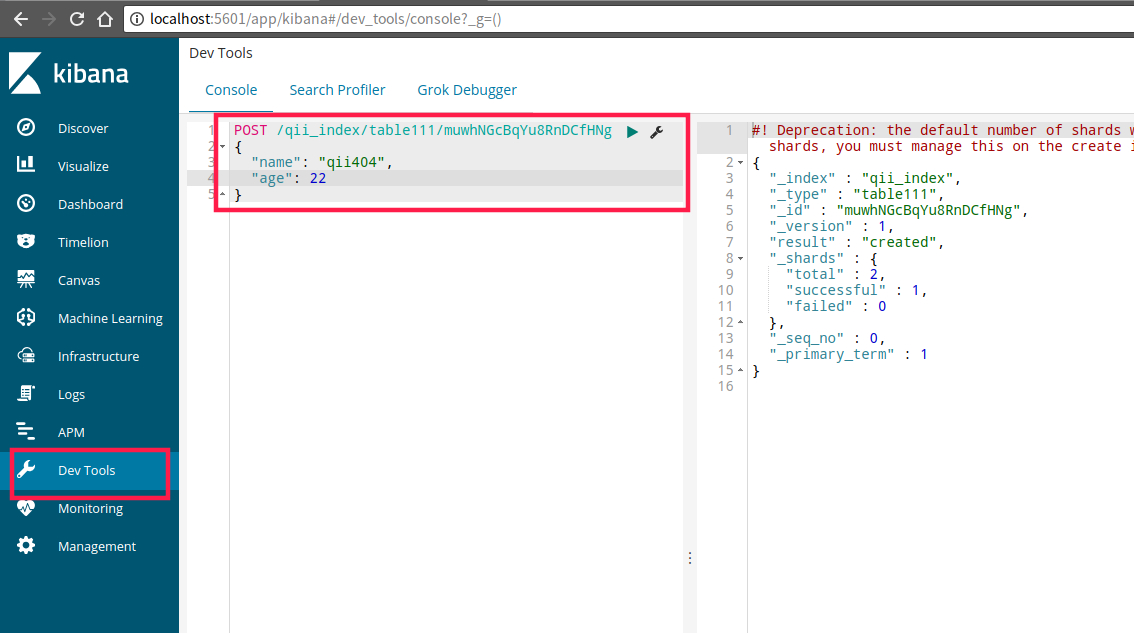 localhost:5601/app/kibana#/dev_tools/console?_g=()
kibana
Discover
Visualize
Dashboard
Timelion
Canvas
Machine Learning
Infrastructure
Logs
APM
Dev Tools
Monitoring
Management
Dev Tools
Console Search Profiler Grok Debugger
1 POST /qii_index/table111/muwhNGcBqYu8RnDCfHNg
2 {
3 "name": "qii404",
4 "age": 22
5 }
1 #! Deprecation: the default number of shards w
shards, you must manage this on the create i
2 {
3 "_index" : "qii_index",
4 "_type" : "table111",
5 "_id" : "muwhNGcBqYu8RnDCfHNg",
6 "_version" : 1,
7 "result" : "created",
8 "_shards" : {
9 "total" : 2,
10 "successful" : 1,
11 "failed" : 0
12 },
13 "_seq_no" : 0,
14 "_primary_term" : 1
15 }
16